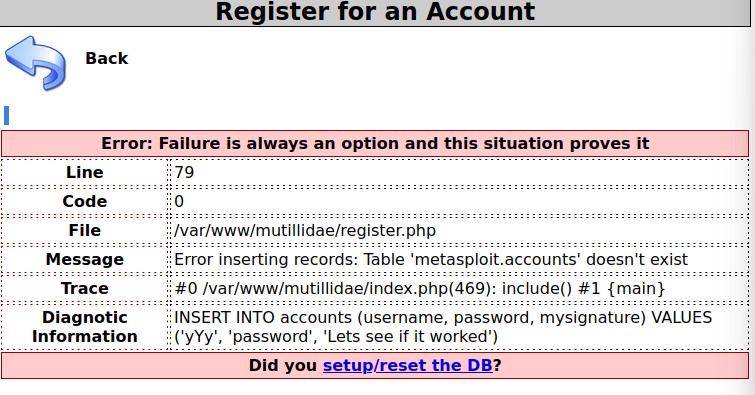 Register for an Account
Back
Error: Failure is always an option and this situation proves it
Line 79
Code 0
File /var/www/mutillidae/register.php
Message Error inserting records: Table 'metasploit.accounts' doesn't exist
Trace #0 /var/www/mutillidae/index.php(469): include() #1 {main}
Diagnostic Information INSERT INTO accounts (username, password, mysignature) VALUES
('yYy', 'password', 'Lets see if it worked')
Did you setup/reset the DB?